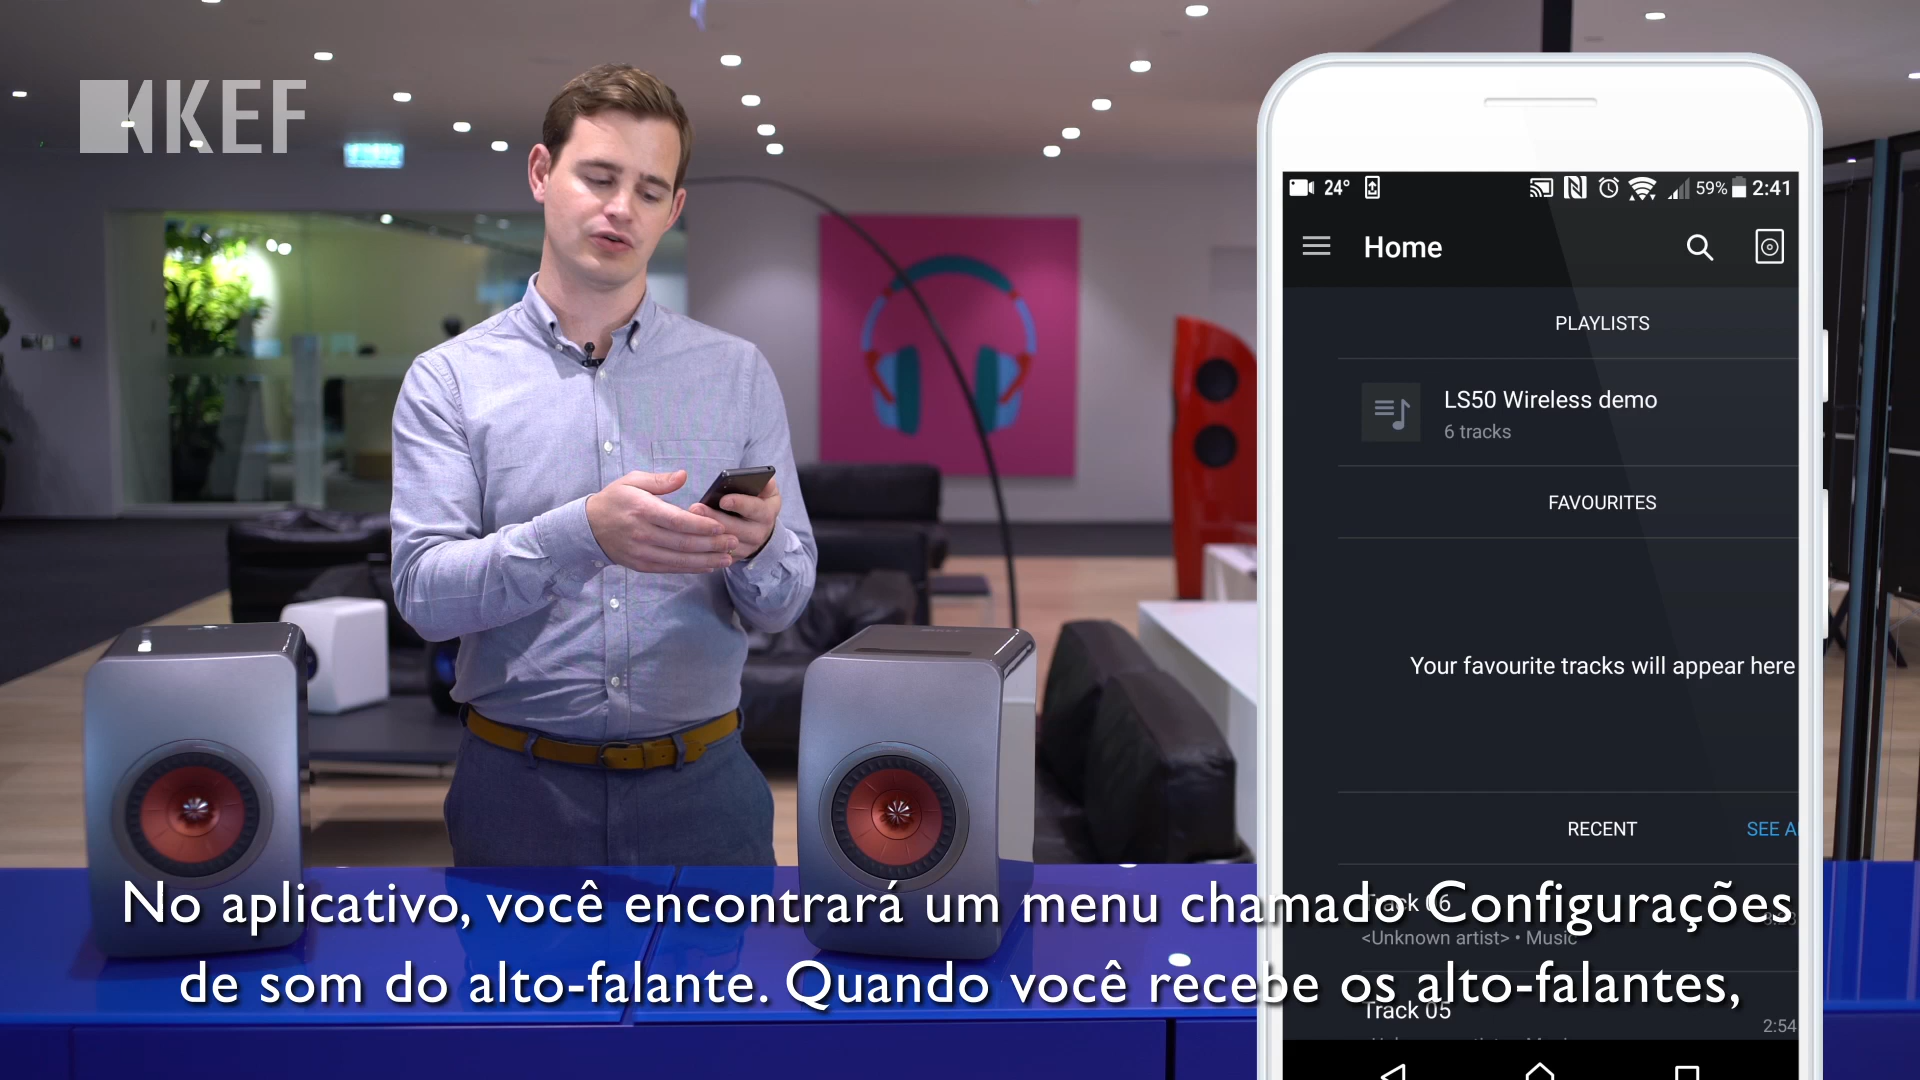 KEF
24° 59% 2:41
Home
PLAYLISTS
LS50 Wireless demo
6 tracks
FAVOURITES
Your favourite tracks will appear here
RECENT
SEE A
Track 06
<Unknown artist> • Music
No aplicativo, você encontrará um menu chamado Configurações
de som do alto-falante. Quando você recebe os alto-falantes,
Track 05
2:54